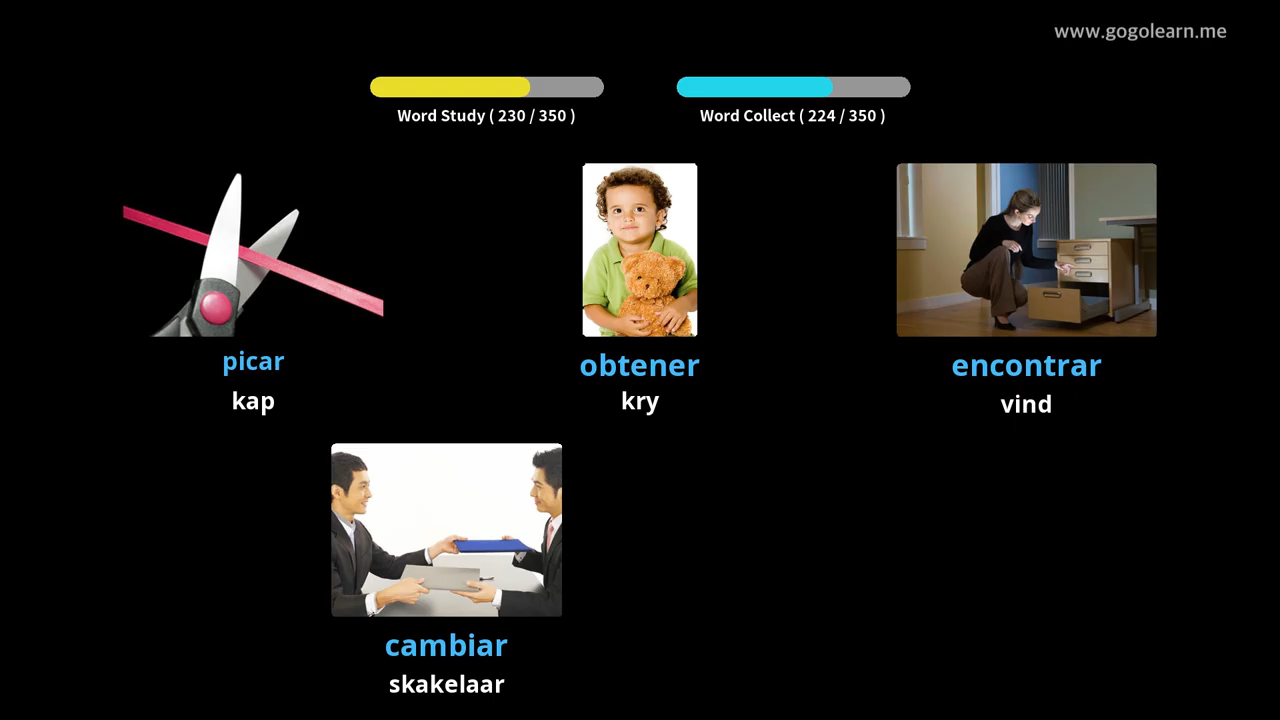 www.gogolearn.me
Word Study ( 230 / 350 )
Word Collect ( 224 / 350 )
picar
kap
obtener
kry
encontrar
vind
cambiar
skakelaar